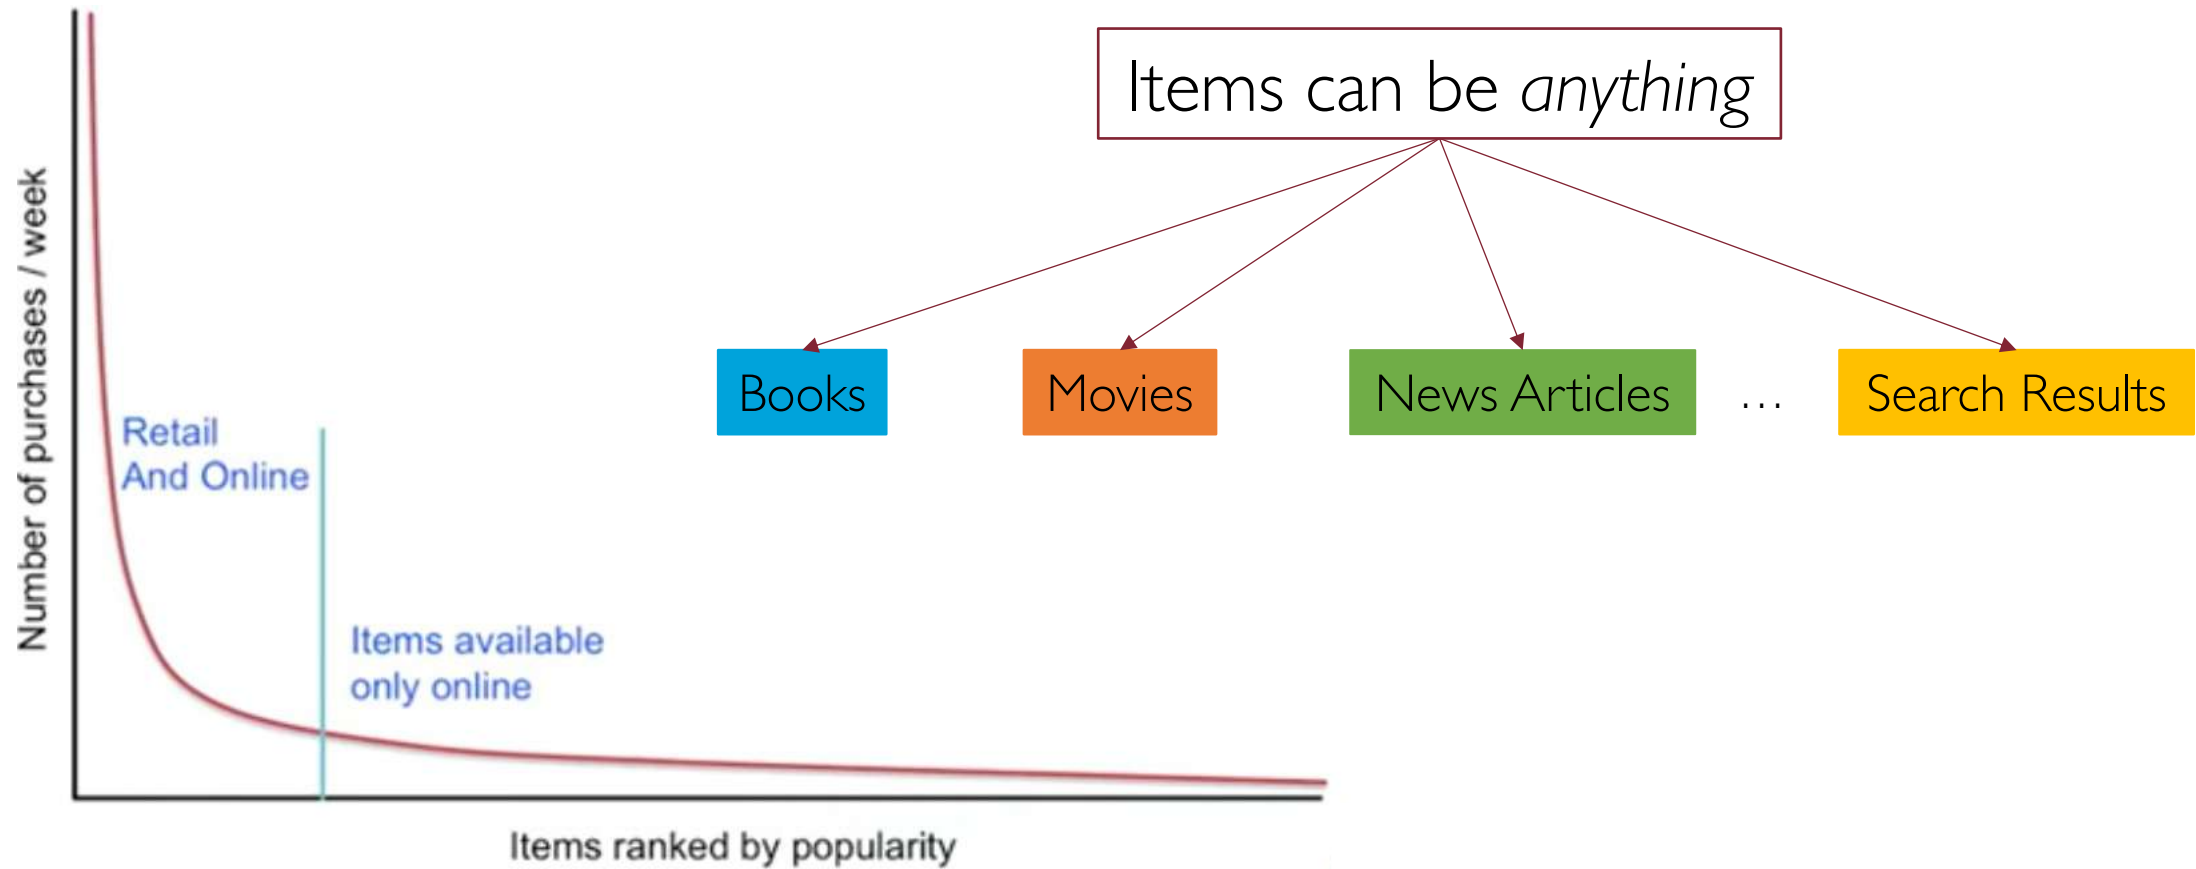 Items can be anything
Books
Movies
News Articles
...
Search Results
Number of purchases / week
Retail
And Online
Items available
only online
Items ranked by popularity